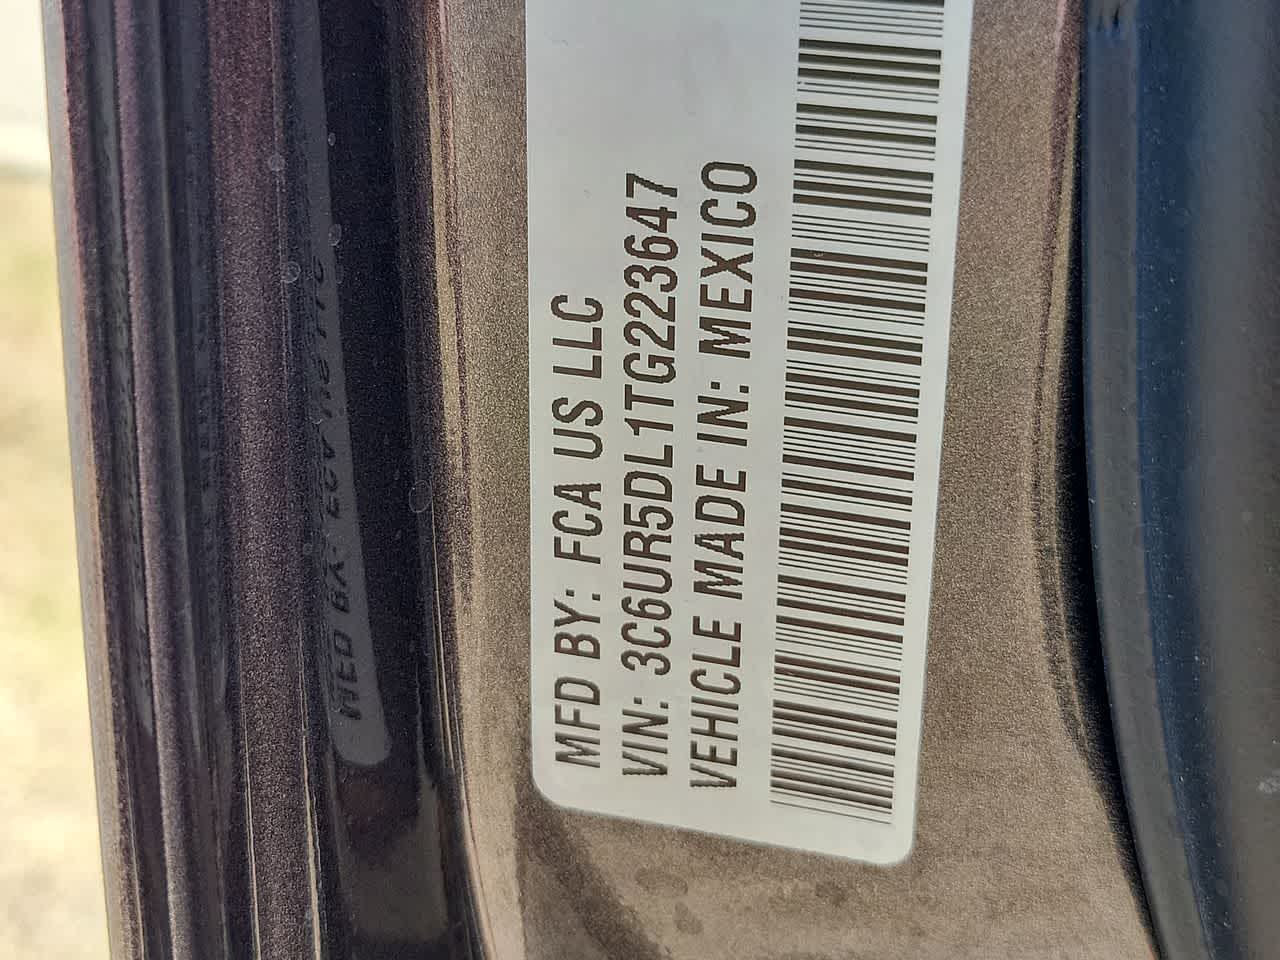 MFD BY: FCA US LLC
VIN: 3C6UR5DL1TG223647
VEHICLE MADE IN: MEXICO